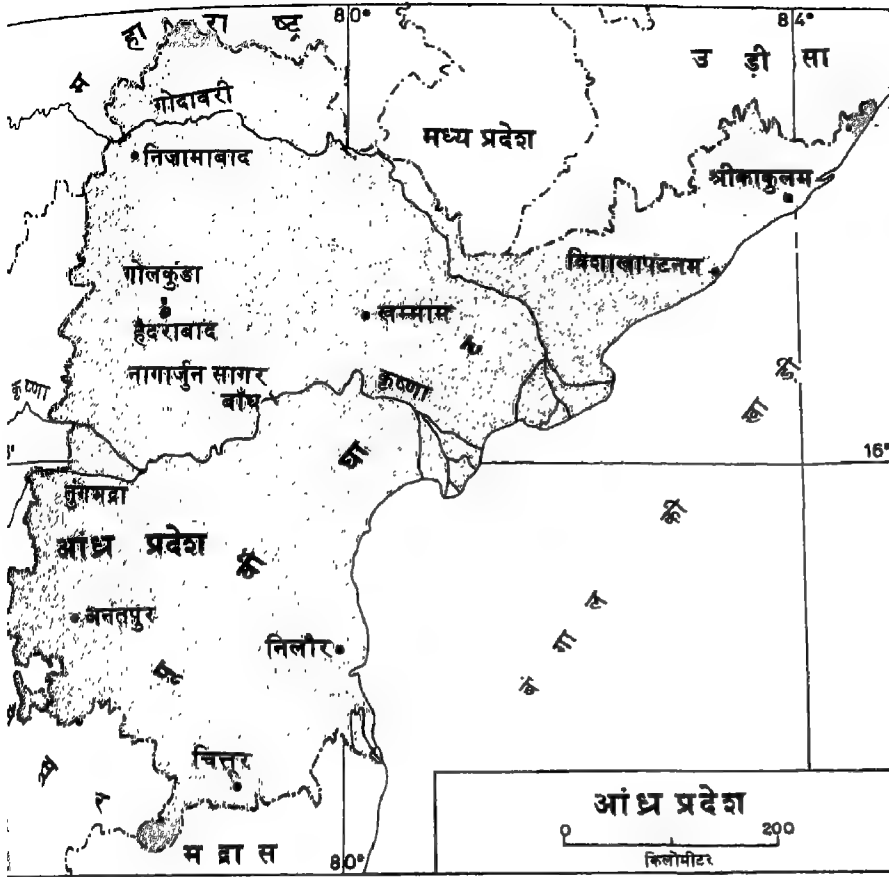 80° 84°
महाराष्ट्र
उड़ीसा
गोदावरी
मध्य प्रदेश
निजामाबाद
श्रीकाकुलम
गोलकुंडा
विशाखापटनम
हैदराबाद
खम्माम
नागार्जुन सागर
बाँध
कृष्णा
कृष्णा
16°
तुंगभद्रा
आंध्र प्रदेश
पूर्वी घाट
बंगाल की खाड़ी
अनंतपुर
निलौर
चित्तूर
मद्रास
80°
आंध्र प्रदेश
0 200
किलोमीटर